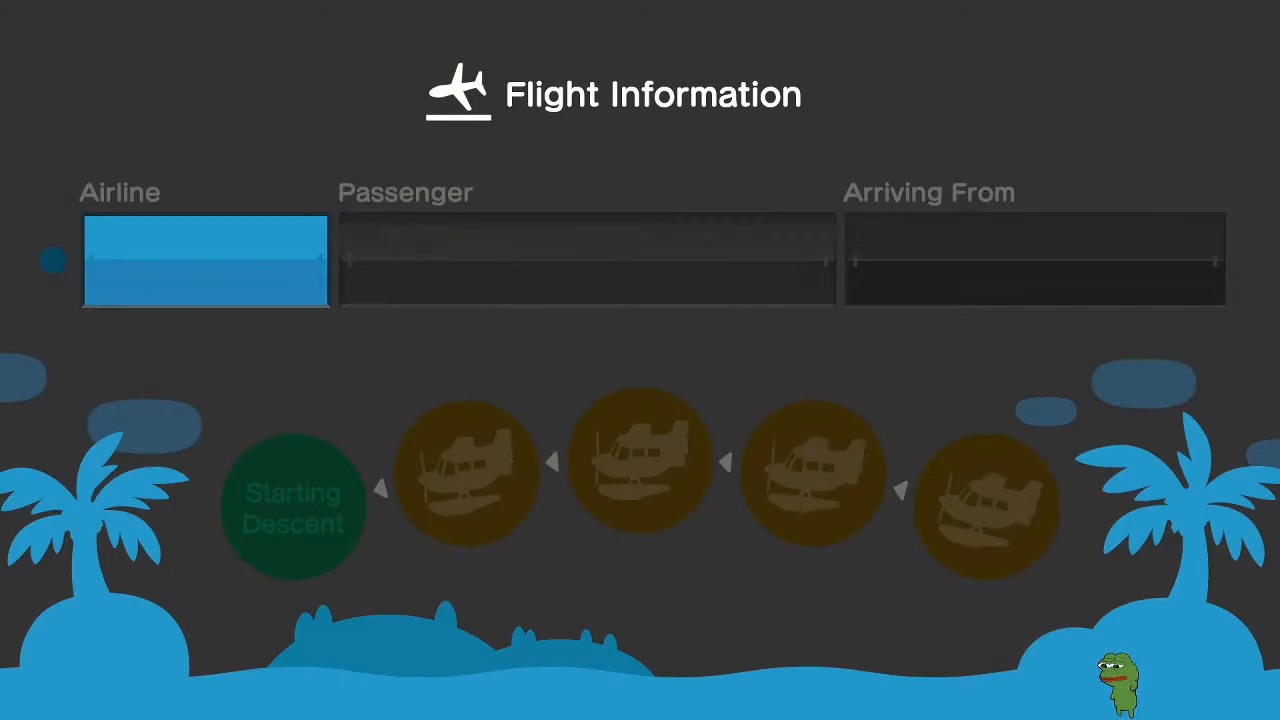 Flight Information
Airline
Passenger
Arriving From
Starting
Descent